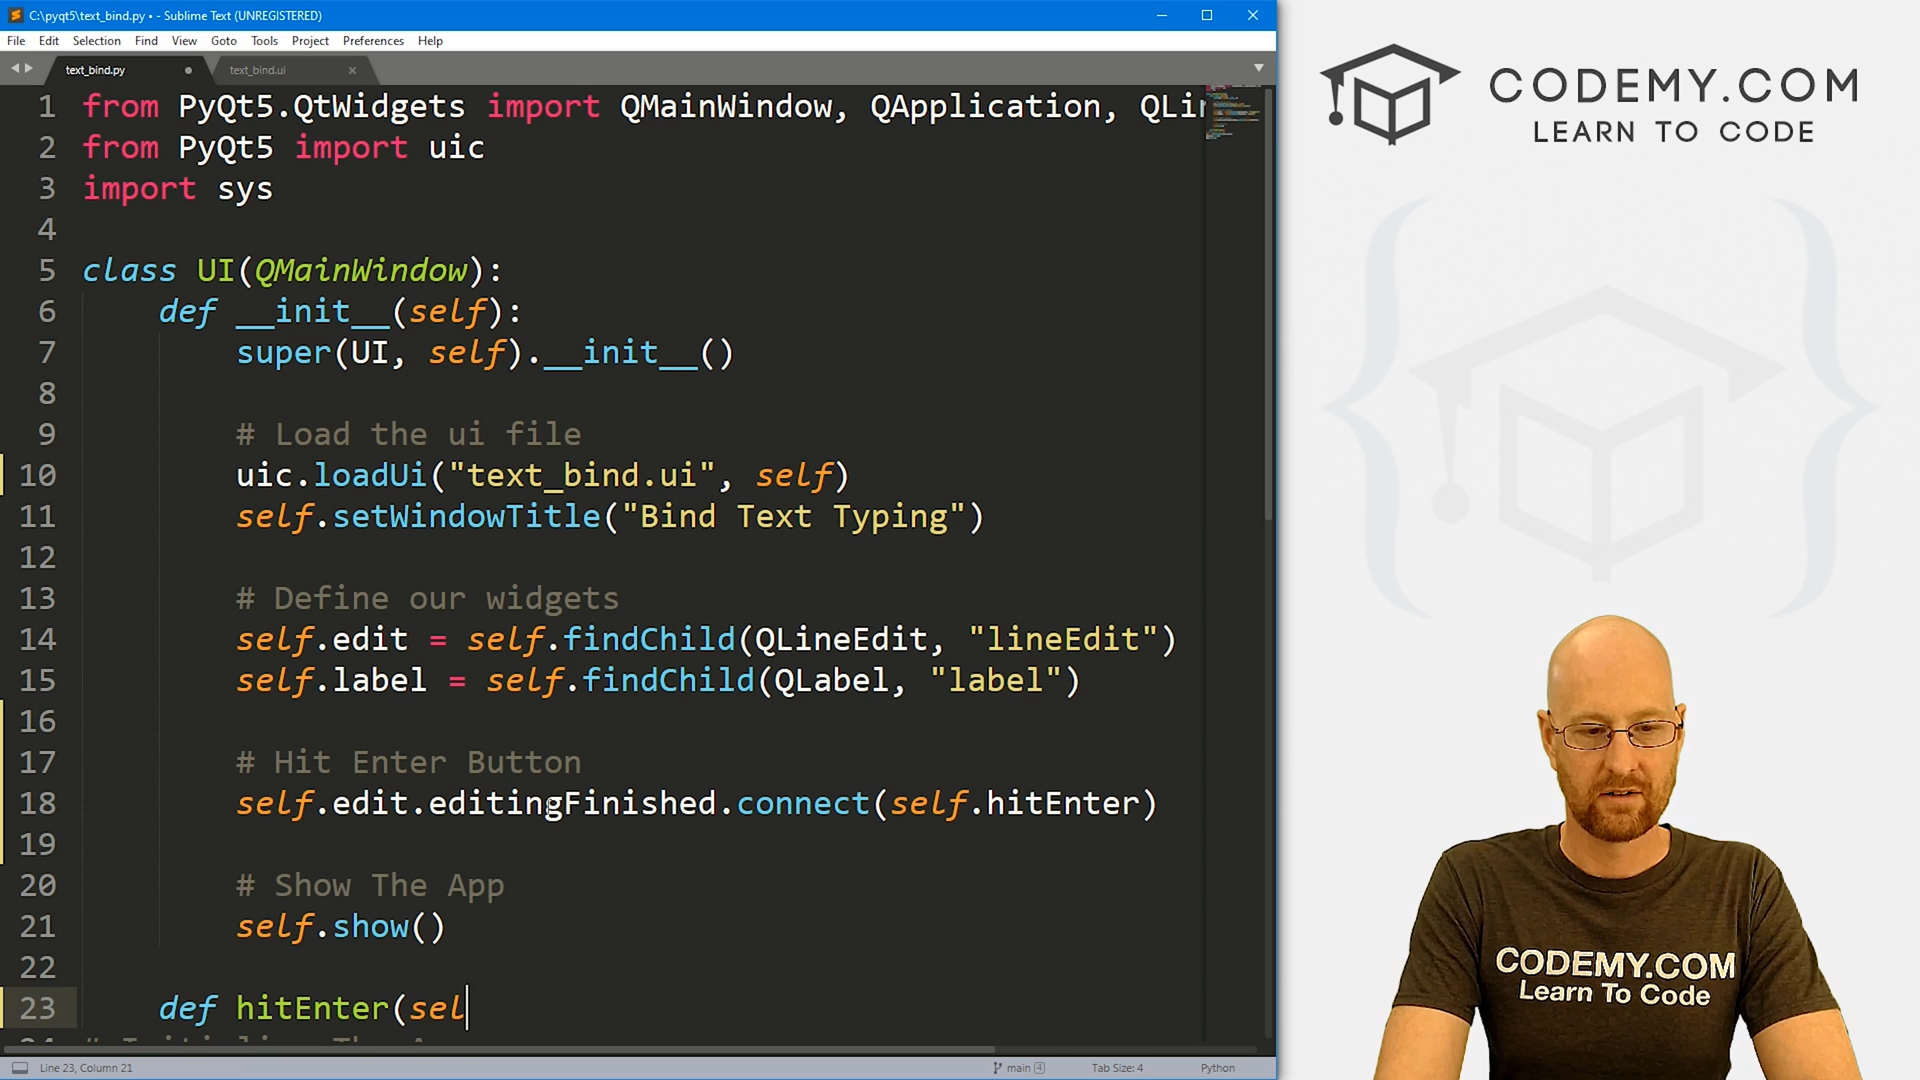 C:\pyqt5\text_bind.py • - Sublime Text (UNREGISTERED)
File Edit Selection Find View Goto Tools Project Preferences Help
text_bind.py
text_bind.ui
1 from PyQt5.QtWidgets import QMainWindow, QApplication, QLin
2 from PyQt5 import uic
3 import sys
4
5 class UI(QMainWindow):
6 def __init__(self):
7 super(UI, self).__init__()
8
9 # Load the ui file
10 uic.loadUi("text_bind.ui", self)
11 self.setWindowTitle("Bind Text Typing")
12
13 # Define our widgets
14 self.edit = self.findChild(QLineEdit, "lineEdit")
15 self.label = self.findChild(QLabel, "label")
16
17 # Hit Enter Button
18 self.edit.editingFinished.connect(self.hitEnter)
19
20 # Show The App
21 self.show()
22
23 def hitEnter(sel
Line 23, Column 21
main 4
Tab Size: 4
Python
CODEMY.COM
LEARN TO CODE
CODEMY.COM
Learn To Code